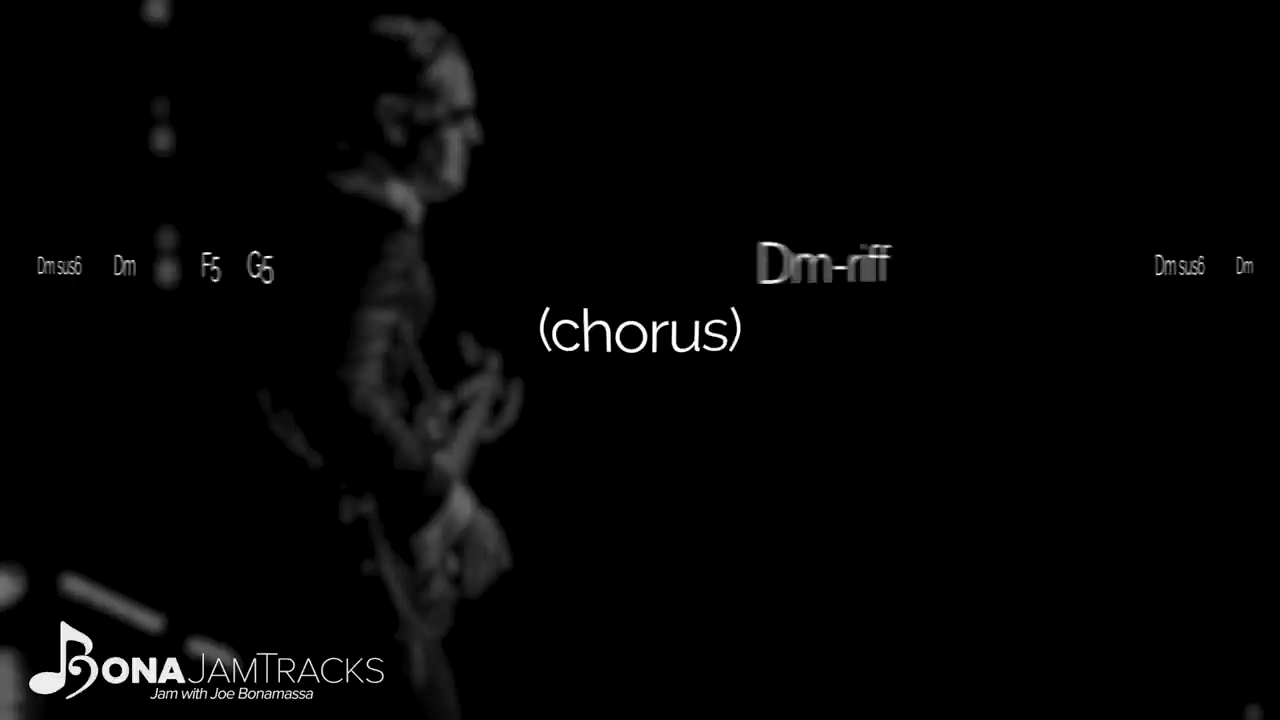 Dm sus6 Dm F5 G5 Dm-riff Dm sus6 Dm
(chorus)
BONAJAMTRACKS
Jam with Joe Bonamassa